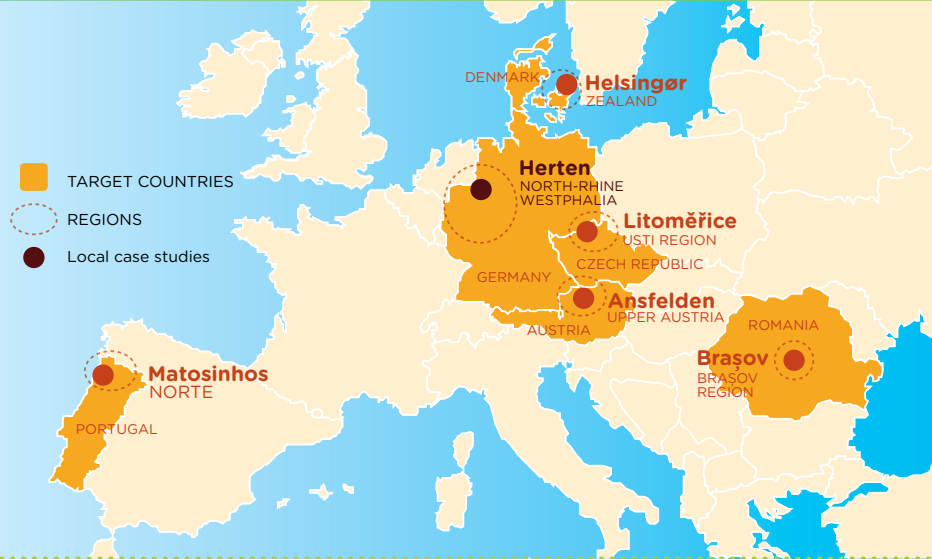 DENMARK
Helsingør
ZEALAND
TARGET COUNTRIES
REGIONS
Local case studies
Herten
NORTH-RHINE
WESTPHALIA
Litoměřice
USTI REGION
CZECH REPUBLIC
GERMANY
Ansfelden
UPPER AUSTRIA
AUSTRIA
ROMANIA
Brașov
BRAȘOV
REGION
Matosinhos
NORTE
PORTUGAL